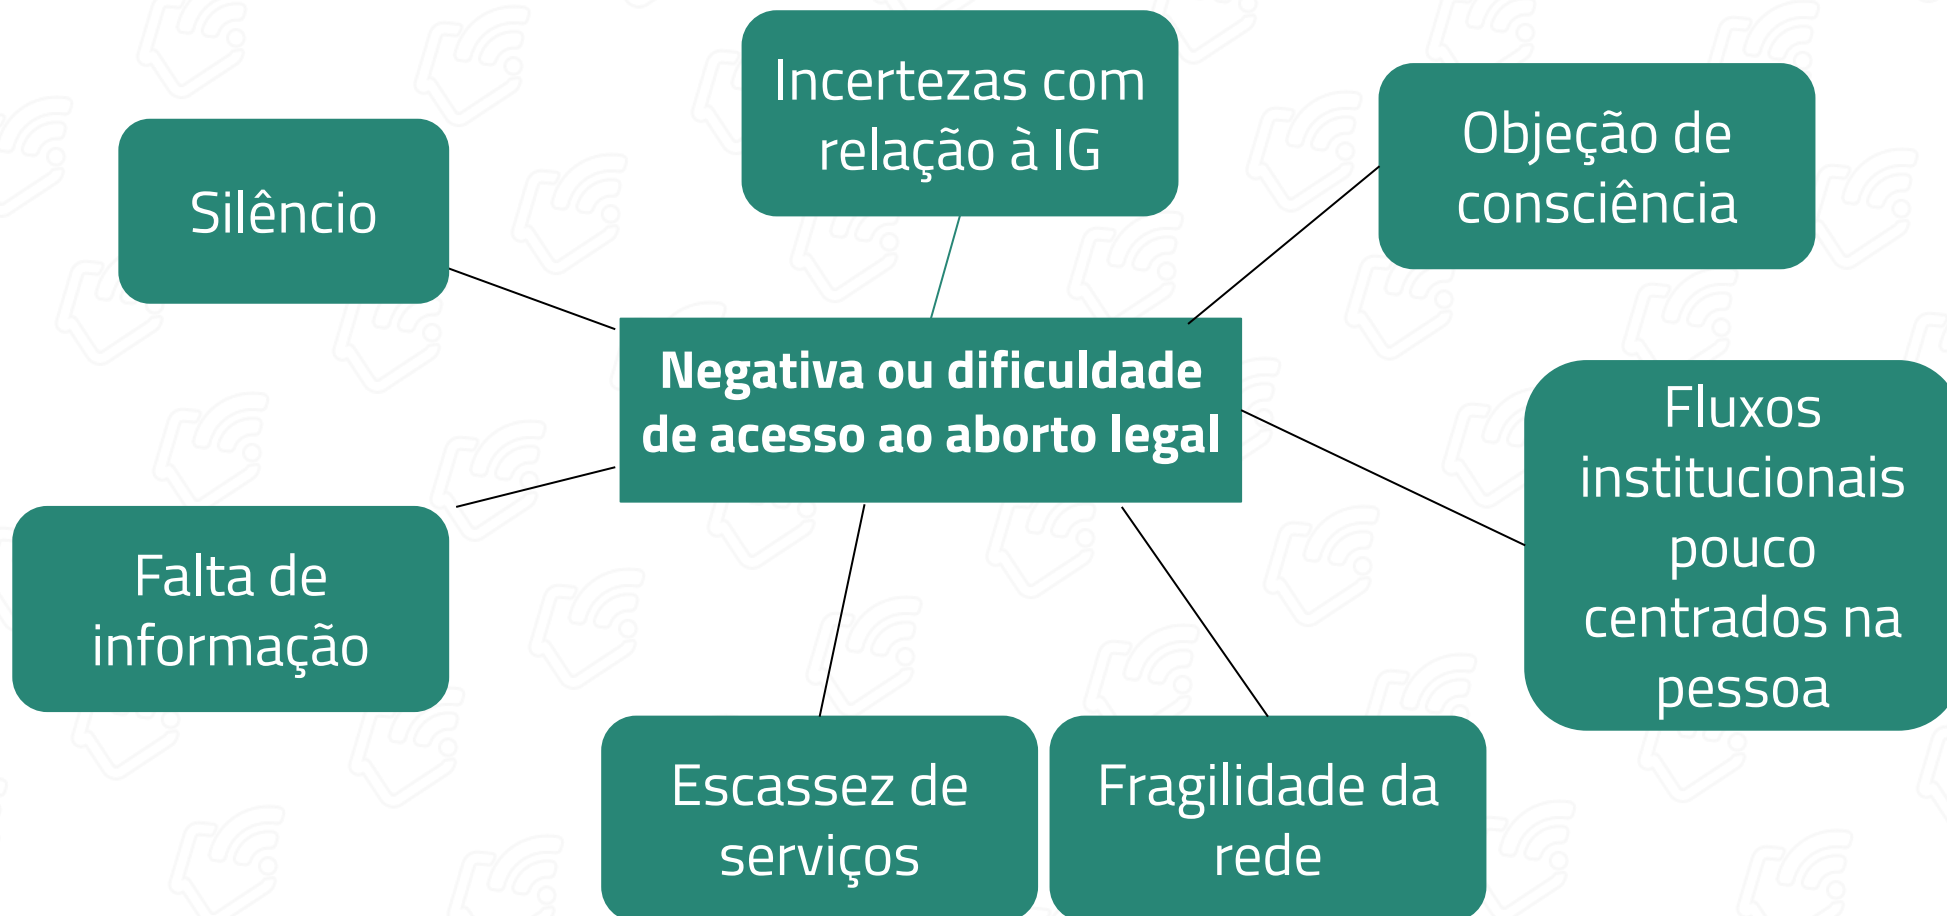 Incertezas com
relação à IG
Objeção de
consciência
Silêncio
Negativa ou dificuldade
de acesso ao aborto legal
Fluxos
institucionais
pouco
centrados na
pessoa
Falta de
informação
Escassez de
serviços
Fragilidade da
rede